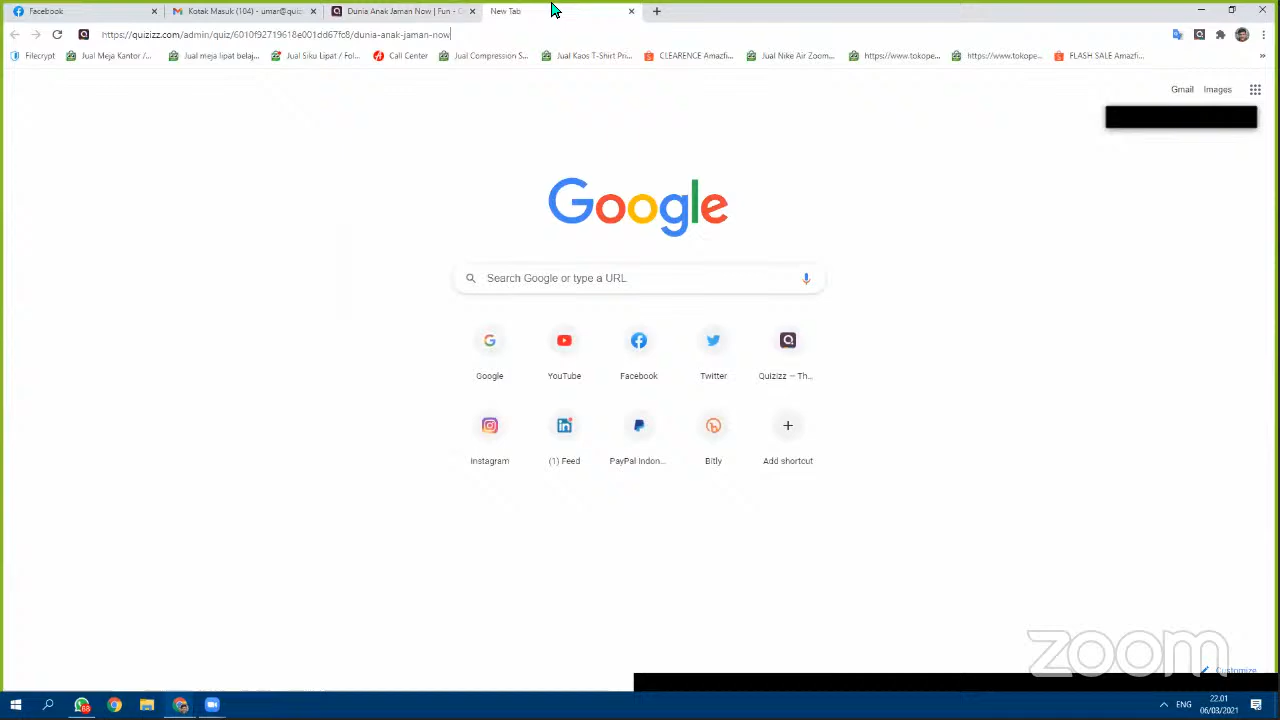 Facebook
Kotak Masuk (104) - umar@quiz
Dunia Anak Jaman Now | Fun - 
New Tab
https://quizizz.com/admin/quiz/6010f92719618e001dd67fc8/dunia-anak-jaman-now
Filecrypt
Jual Meja Kantor /...
Jual meja lipat belaj...
Jual Siku Lipat / Fol...
Call Center
Jual Compression S...
Jual Kaos T-Shirt Pri...
CLEARENCE Amazfi...
Jual Nike Air Zoom...
https://www.tokope...
https://www.tokope...
FLASH SALE Amazfi...
»
Gmail
Images
Google
Search Google or type a URL
Google
YouTube
Facebook
Twitter
Quizizz — Th...
Instagram
(1) Feed
PayPal Indon...
Bitly
Add shortcut
zoom
Customize
ENG
22.01
06/03/2021